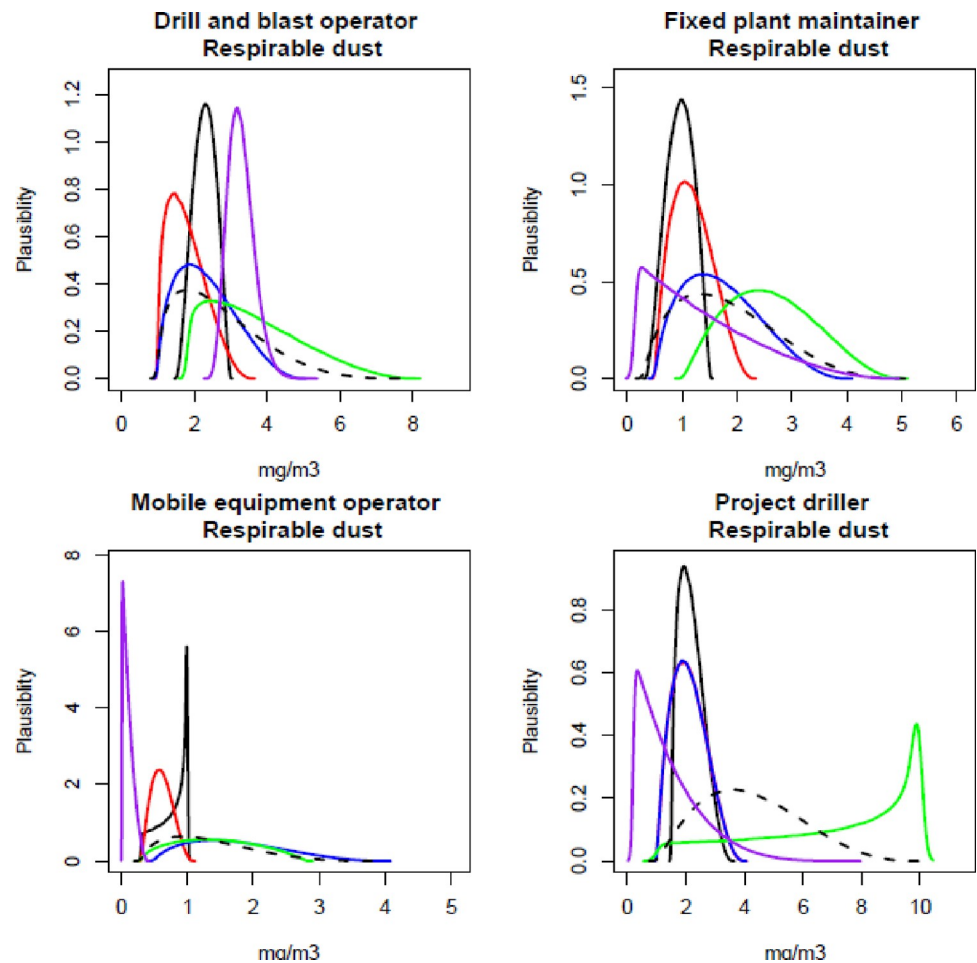 Drill and blast operator
Respirable dust
Plausiblity
0.0 0.2 0.4 0.6 0.8 1.0 1.2
0 2 4 6 8
mg/m3
Fixed plant maintainer
Respirable dust
Plausiblity
0.0 0.5 1.0 1.5
0 1 2 3 4 5 6
mg/m3
Mobile equipment operator
Respirable dust
Plausiblity
0 2 4 6 8
0 1 2 3 4 5
mg/m3
Project driller
Respirable dust
Plausiblity
0.0 0.2 0.4 0.6 0.8
0 2 4 6 8 10
mg/m3